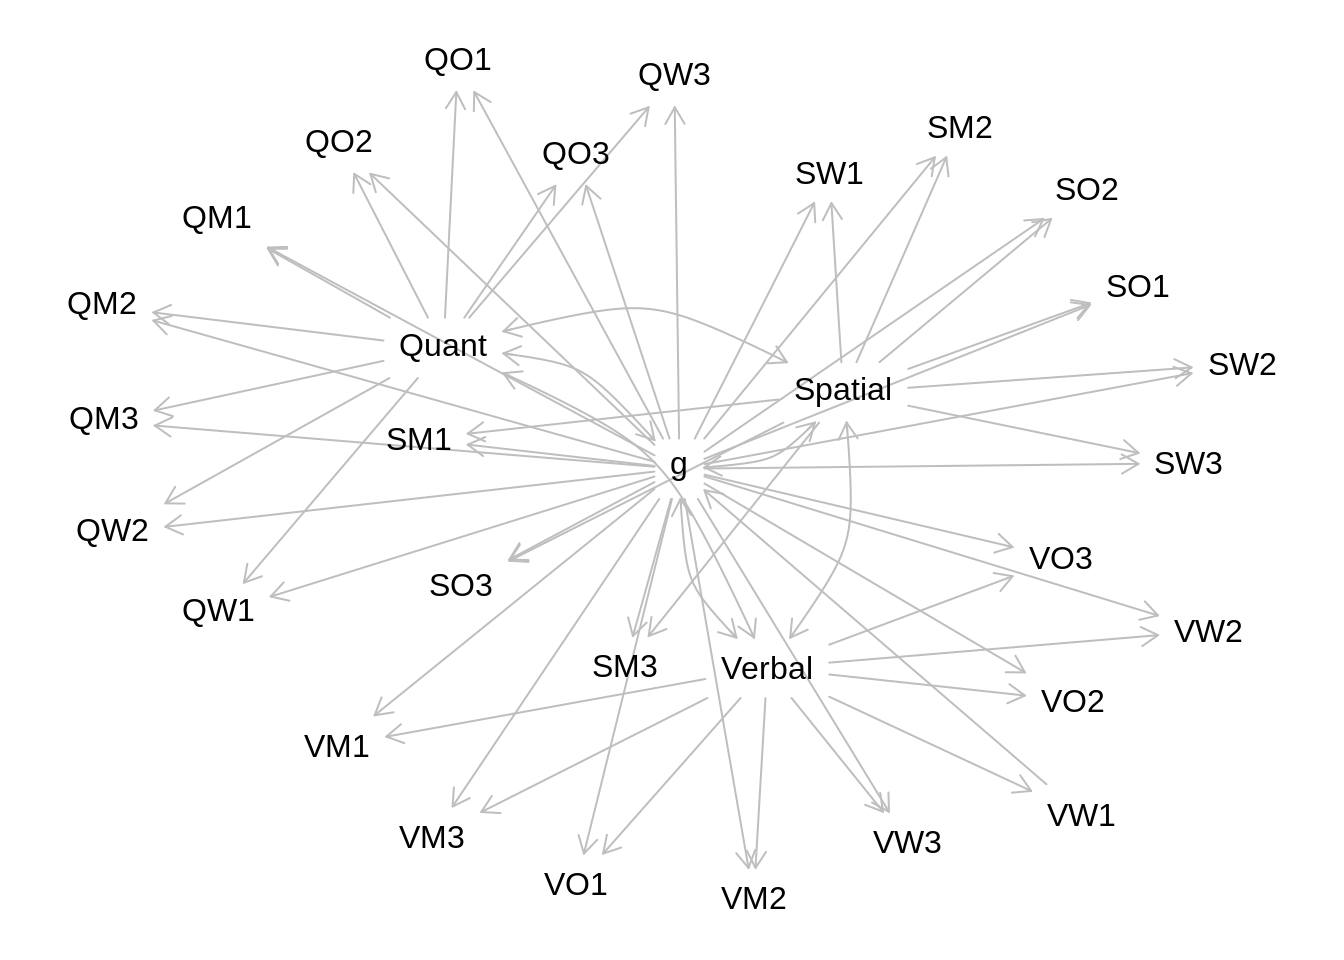 QO1
QW3
SM2
QO2
QO3
SW1
SO2
QM1
SO1
QM2
Quant
SW2
Spatial
QM3
SM1
g
SW3
QW2
VO3
SO3
QW1
VW2
SM3
Verbal
VO2
VM1
VW1
VM3
VW3
VO1
VM2